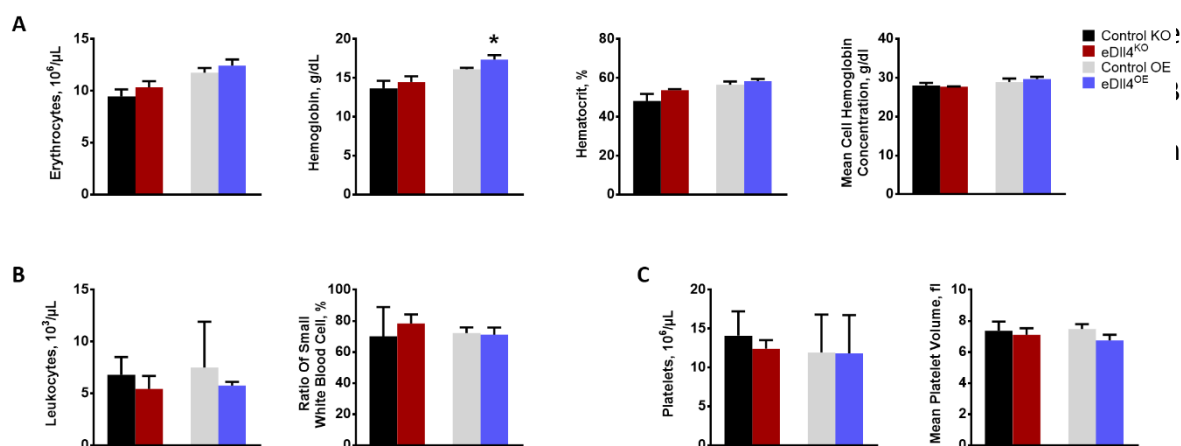 A
Erythrocytes, 10⁶/µL
15
10
5
0
Hemoglobin, g/dL
20
15
10
5
0
*
Hematocrit, %
80
60
40
20
0
Mean Cell Hemoglobin
Concentration, g/dl
40
30
20
10
0
Control KO
eDll4ᴷᴼ
Control OE
eDll4ᴼᴱ
B
Leukocytes, 10³/µL
15
10
5
0
Ratio Of Small
White Blood Cell, %
100
80
60
40
20
0
C
Platelets, 10⁶/µL
20
15
10
5
0
Mean Platelet Volume, fl
10
8
6
4
2
0